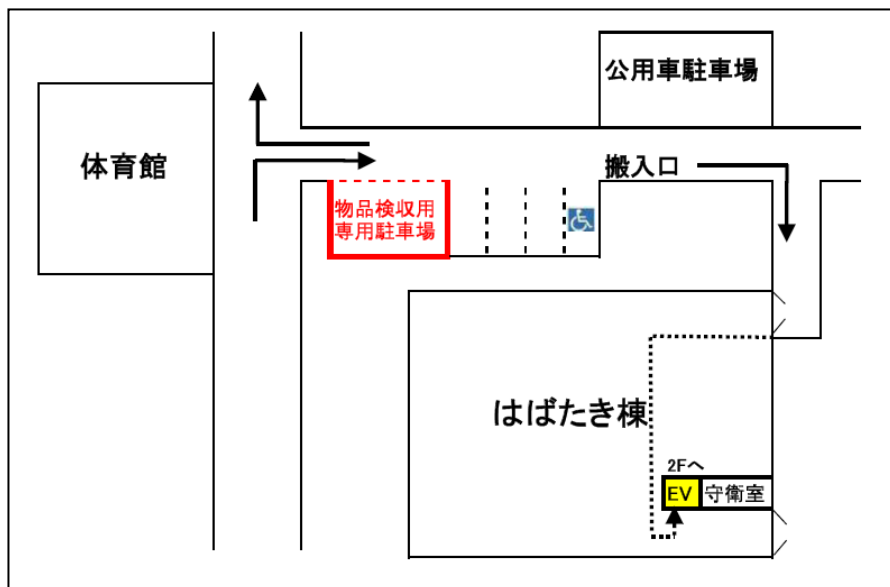 公用車駐車場
体育館
搬入口
物品検収用
専用駐車場
はばたき棟
2Fへ
EV
守衛室